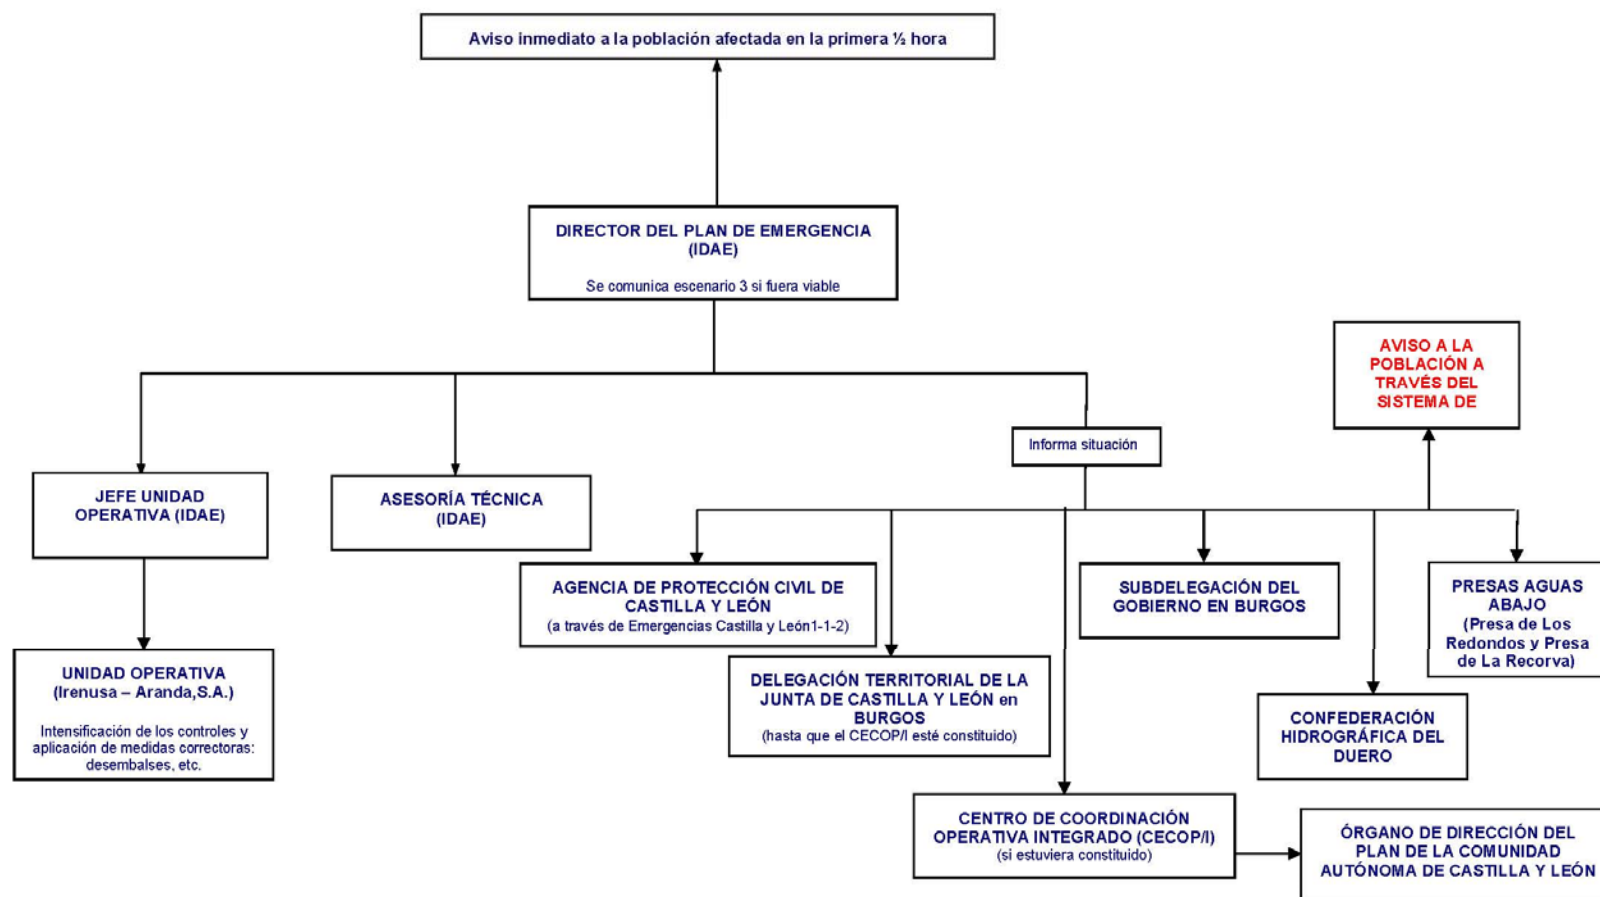 Aviso inmediato a la población afectada en la primera ½ hora
DIRECTOR DEL PLAN DE EMERGENCIA
(IDAE)
Se comunica escenario 3 si fuera viable
AVISO A LA
POBLACIÓN A
TRAVÉS DEL
SISTEMA DE
Informa situación
JEFE UNIDAD
OPERATIVA (IDAE)
ASESORÍA TÉCNICA
(IDAE)
AGENCIA DE PROTECCIÓN CIVIL DE
CASTILLA Y LEÓN
(a través de Emergencias Castilla y León1-1-2)
SUBDELEGACIÓN DEL
GOBIERNO EN BURGOS
PRESAS AGUAS
ABAJO
(Presa de Los
Redondos y Presa
de La Recorva)
UNIDAD OPERATIVA
(Irenusa – Aranda,S.A.)
Intensificación de los controles y
aplicación de medidas correctoras:
desembalses, etc.
DELEGACIÓN TERRITORIAL DE LA
JUNTA DE CASTILLA Y LEÓN en
BURGOS
(hasta que el CECOP/I esté constituido)
CONFEDERACIÓN
HIDROGRÁFICA DEL
DUERO
CENTRO DE COORDINACIÓN
OPERATIVA INTEGRADO (CECOP/I)
(si estuviera constituido)
ÓRGANO DE DIRECCIÓN DEL
PLAN DE LA COMUNIDAD
AUTÓNOMA DE CASTILLA Y LEÓN